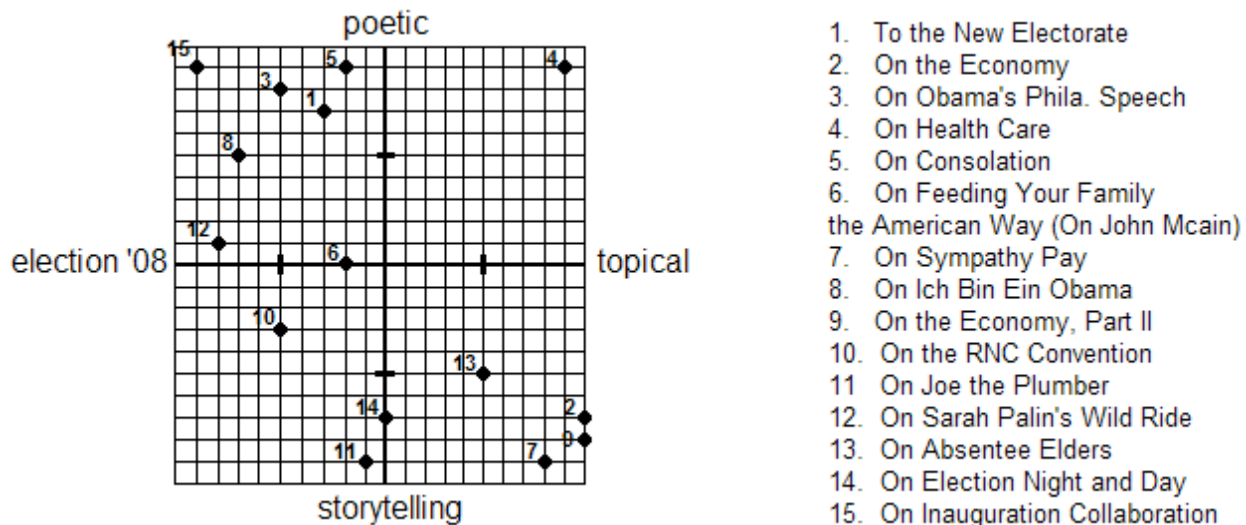 poetic
15
5
4
3
1
8
12
election '08
6
topical
10
13
14
2
9
11
7
storytelling
1. To the New Electorate
2. On the Economy
3. On Obama's Phila. Speech
4. On Health Care
5. On Consolation
6. On Feeding Your Family
the American Way (On John Mcain)
7. On Sympathy Pay
8. On Ich Bin Ein Obama
9. On the Economy, Part II
10. On the RNC Convention
11 On Joe the Plumber
12. On Sarah Palin's Wild Ride
13. On Absentee Elders
14. On Election Night and Day
15. On Inauguration Collaboration